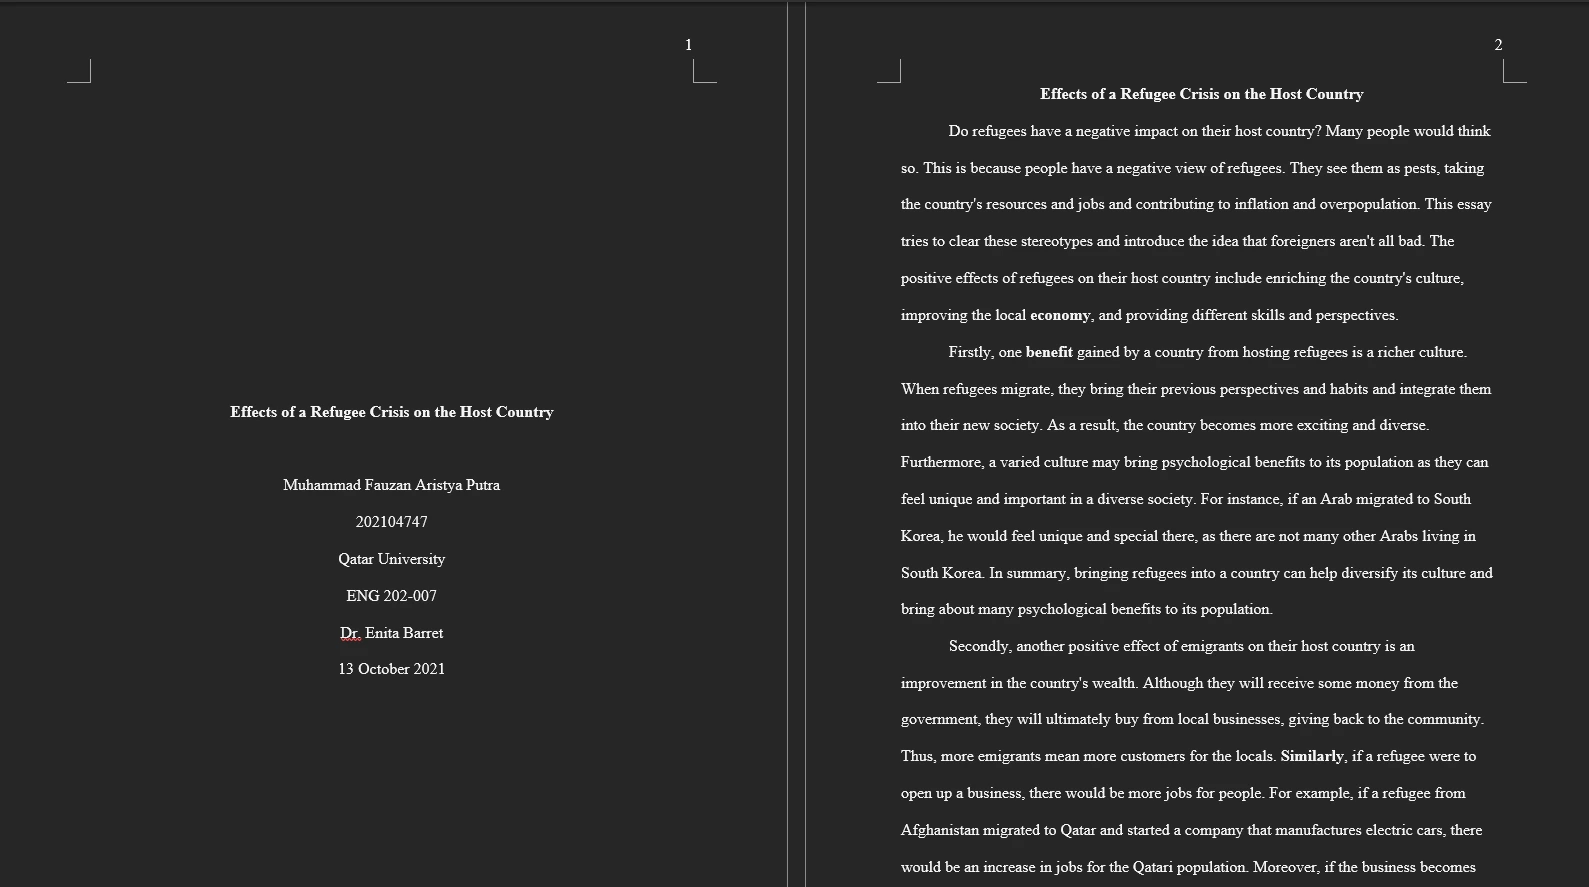 1
Effects of a Refugee Crisis on the Host Country
Muhammad Fauzan Aristya Putra
202104747
Qatar University
ENG 202-007
Dr. Enita Barret
13 October 2021
2
Effects of a Refugee Crisis on the Host Country
Do refugees have a negative impact on their host country? Many people would think
so. This is because people have a negative view of refugees. They see them as pests, taking
the country's resources and jobs and contributing to inflation and overpopulation. This essay
tries to clear these stereotypes and introduce the idea that foreigners aren't all bad. The
positive effects of refugees on their host country include enriching the country's culture,
improving the local economy, and providing different skills and perspectives.
Firstly, one benefit gained by a country from hosting refugees is a richer culture.
When refugees migrate, they bring their previous perspectives and habits and integrate them
into their new society. As a result, the country becomes more exciting and diverse.
Furthermore, a varied culture may bring psychological benefits to its population as they can
feel unique and important in a diverse society. For instance, if an Arab migrated to South
Korea, he would feel unique and special there, as there are not many other Arabs living in
South Korea. In summary, bringing refugees into a country can help diversify its culture and
bring about many psychological benefits to its population.
Secondly, another positive effect of emigrants on their host country is an
improvement in the country's wealth. Although they will receive some money from the
government, they will ultimately buy from local businesses, giving back to the community.
Thus, more emigrants mean more customers for the locals. Similarly, if a refugee were to
open up a business, there would be more jobs for people. For example, if a refugee from
Afghanistan migrated to Qatar and started a company that manufactures electric cars, there
would be an increase in jobs for the Qatari population. Moreover, if the business becomes